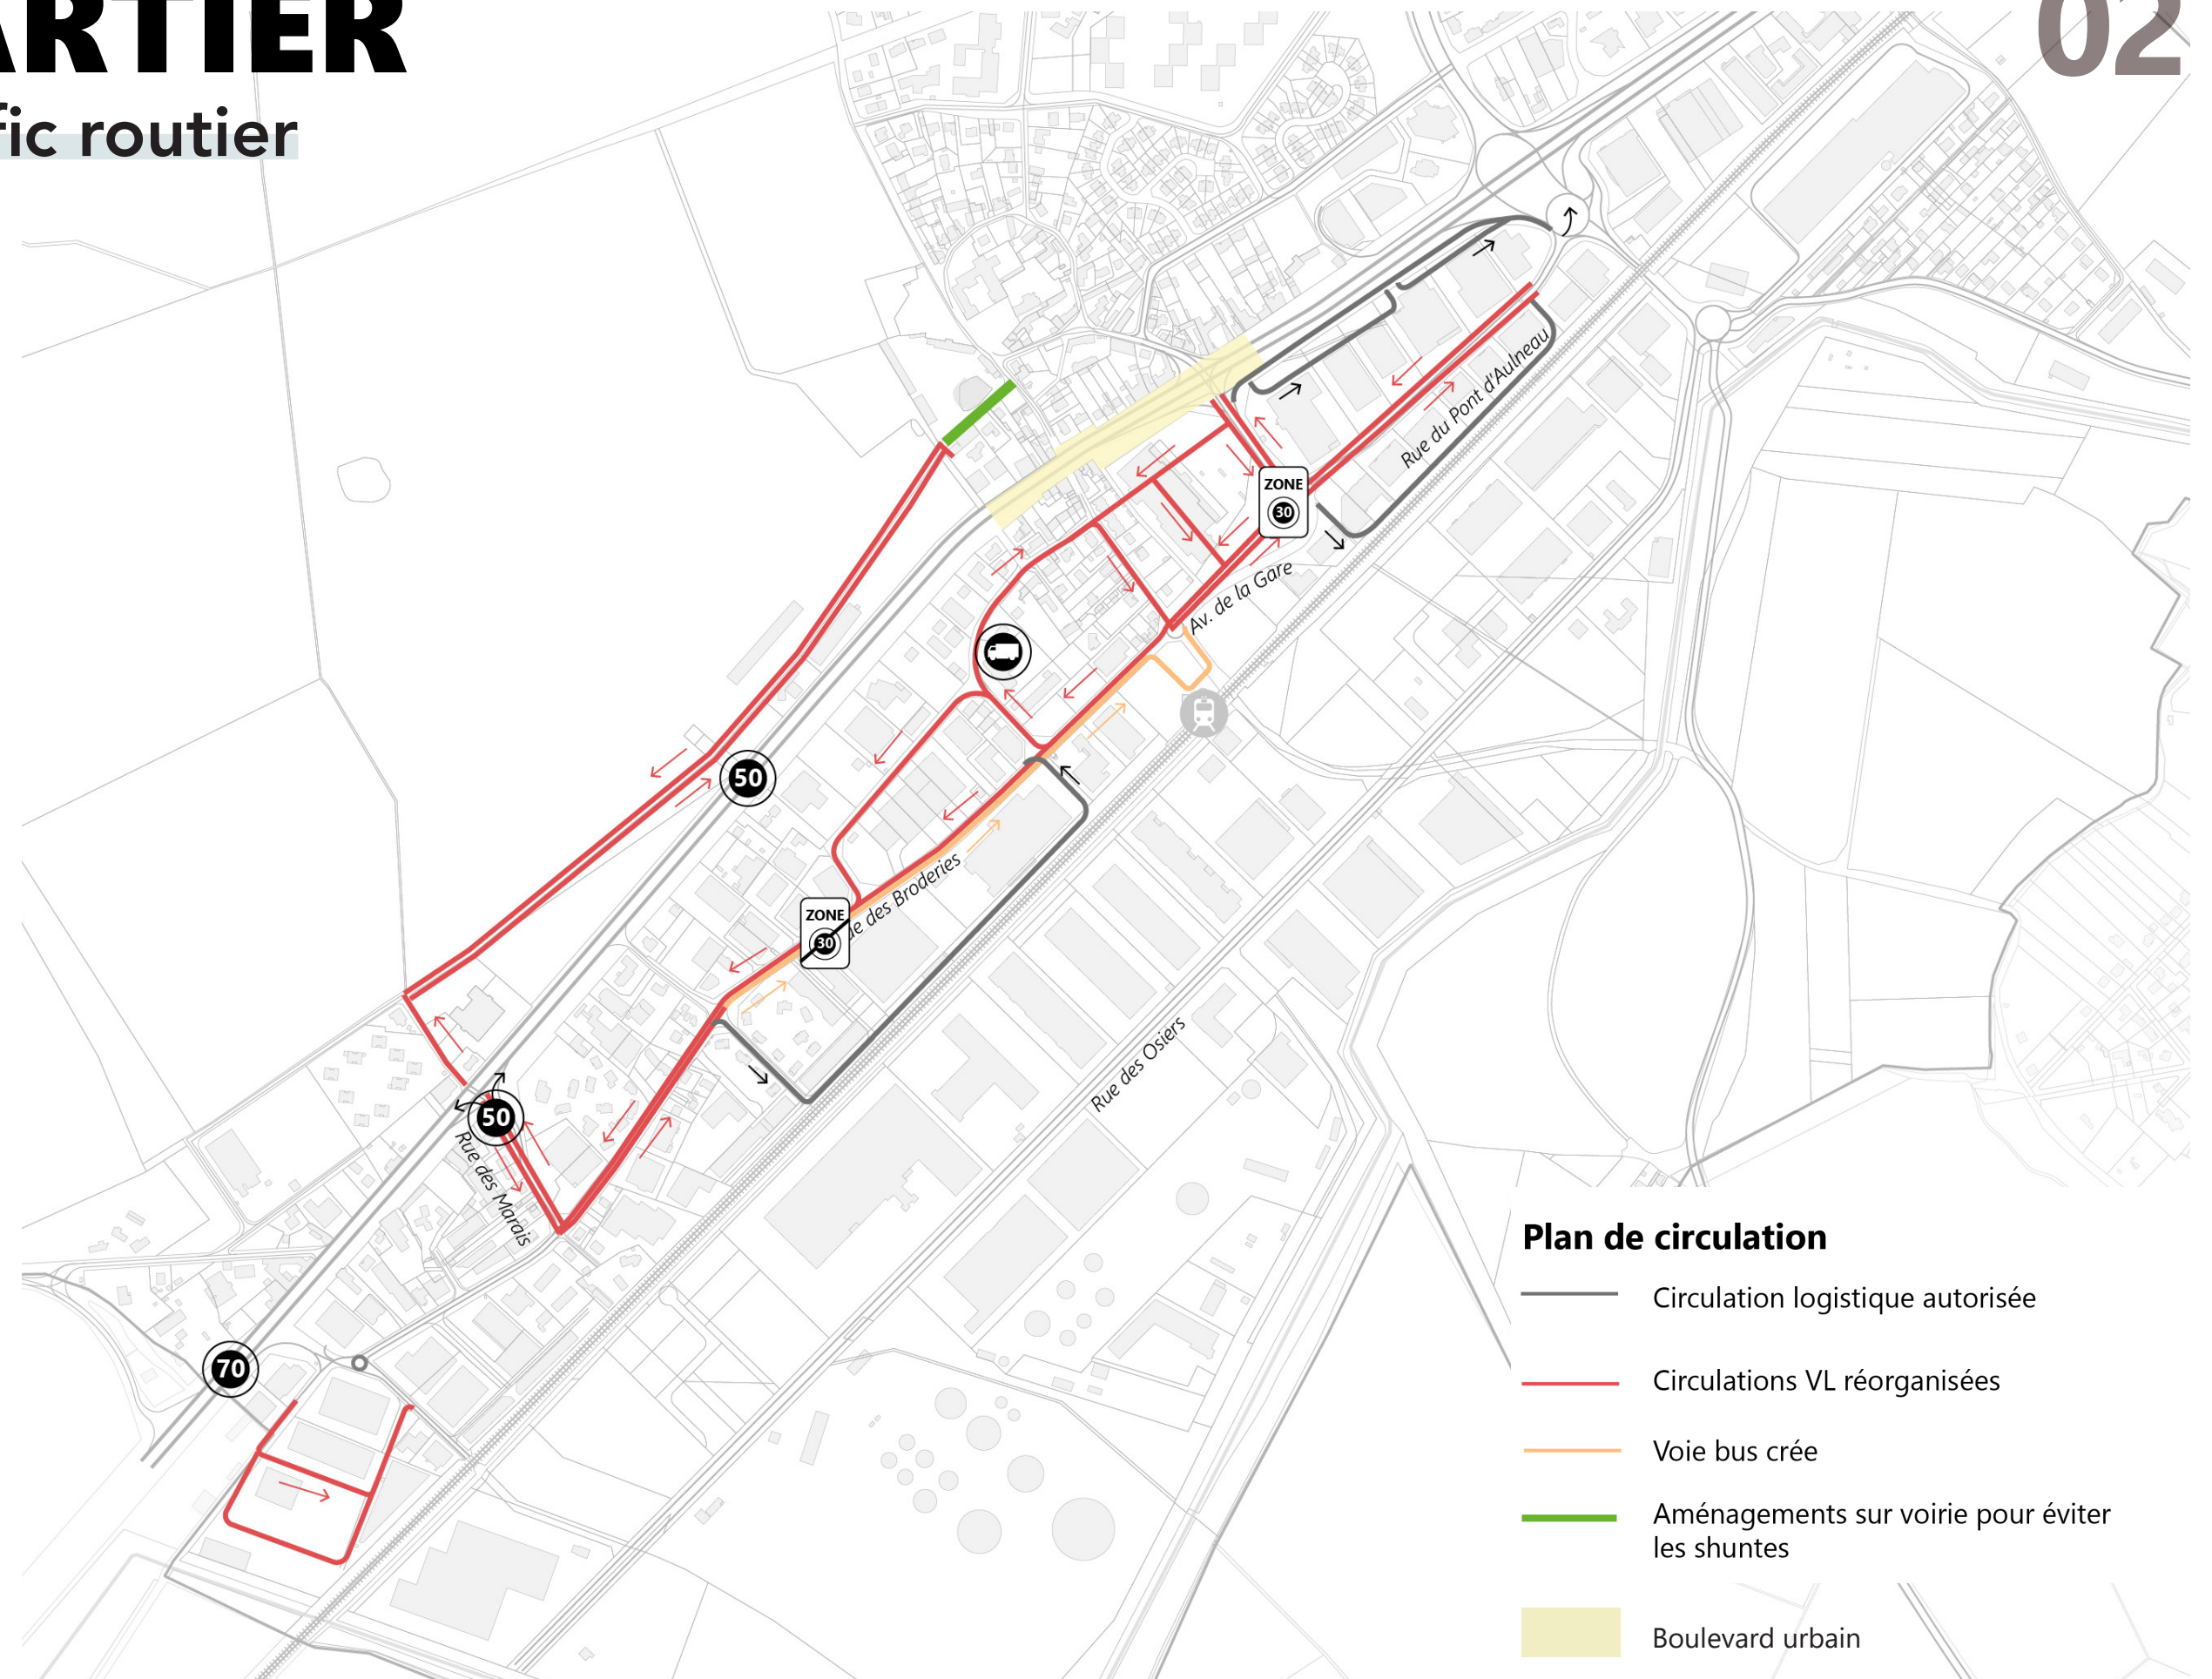 ARTIER
fic routier
02
Rue du Pont d'Aulneau
ZONE
30
Av. de la Gare
50
Rue des Broderies
ZONE
30
Rue des Osiers
50
Rue des Marais
70
Plan de circulation
Circulation logistique autorisée
Circulations VL réorganisées
Voie bus crée
Aménagements sur voirie pour éviter
les shuntes
Boulevard urbain